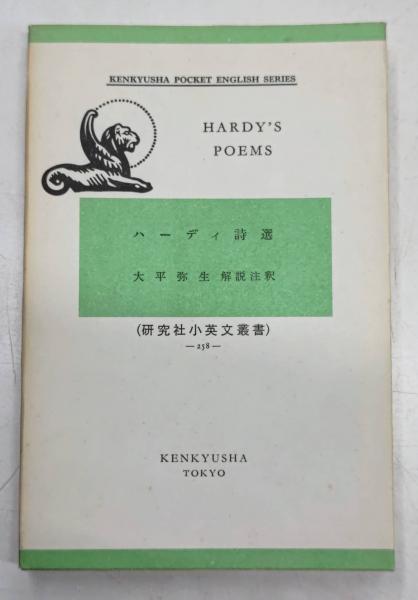 KENKYUSHA POCKET ENGLISH SERIES
HARDY'S
POEMS
ハーディ詩選
大平弥生 解説注釈
(研究社小英文叢書)
—258—
KENKYUSHA
TOKYO